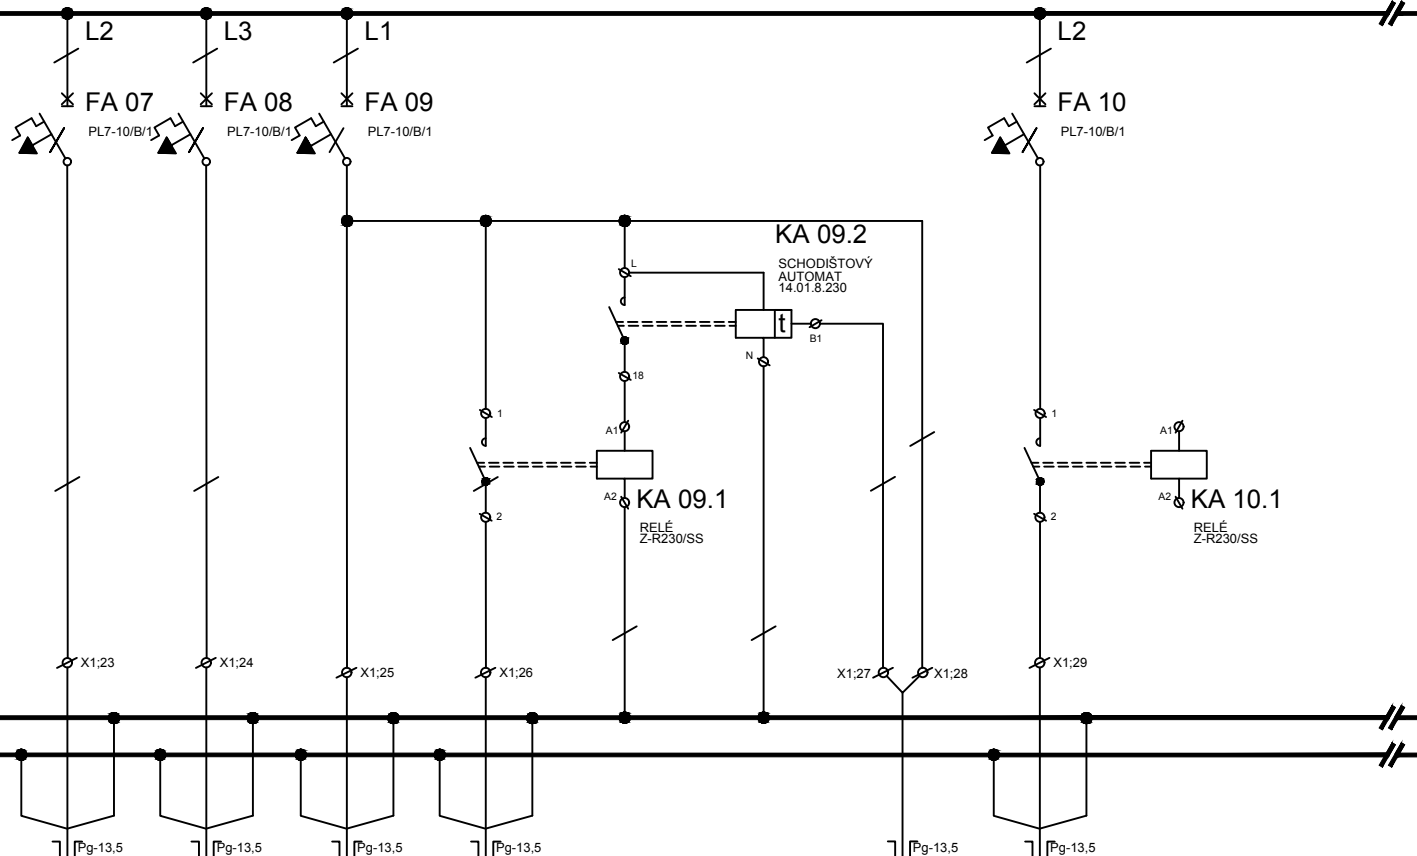 L2
L3
L1
L2
FA 07
FA 08
FA 09
FA 10
PL7-10/B/1
PL7-10/B/1
PL7-10/B/1
PL7-10/B/1
KA 09.2
SCHODIŠTOVÝ
AUTOMAT
14.01.8.230
L
t
B1
N
18
1
A1
1
A1
A2
KA 09.1
A2
KA 10.1
2
2
RELÉ
Z-R230/SS
RELÉ
Z-R230/SS
X1;23
X1;24
X1;25
X1;26
X1;27
X1;28
X1;29
Pg-13,5
Pg-13,5
Pg-13,5
Pg-13,5
Pg-13,5
Pg-13,5